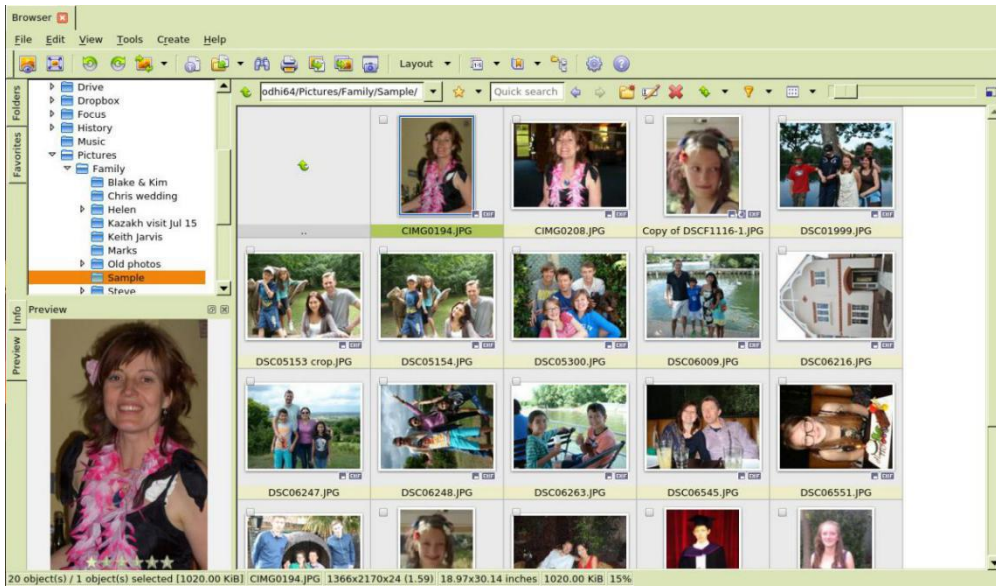 Browser
File Edit View Tools Create Help
Layout
Folders
Favorites
Drive
Dropbox
Focus
History
Music
Pictures
Family
Blake & Kim
Chris wedding
Helen
Kazakh visit Jul 15
Keith Jarvis
Marks
Old photos
Sample
Steve
odhi64/Pictures/Family/Sample/
Quick search
..
CIMG0194.JPG
CIMG0208.JPG
Copy of DSCF1116-1.JPG
DSC01999.JPG
DSC05153 crop.JPG
DSC05154.JPG
DSC05300.JPG
DSC06009.JPG
DSC06216.JPG
DSC06247.JPG
DSC06248.JPG
DSC06263.JPG
DSC06545.JPG
DSC06551.JPG
Info
Preview
Preview
20 object(s) / 1 object(s) selected [1020.00 KiB] CIMG0194.JPG 1366x2170x24 (1.59) 18.97x30.14 inches 1020.00 KiB 15%